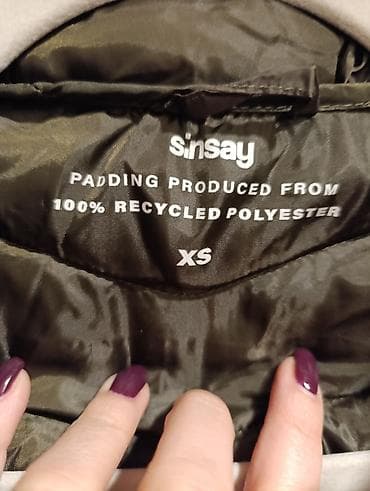 sinsay
PADDING PRODUCED FROM
100% RECYCLED POLYESTER
XS